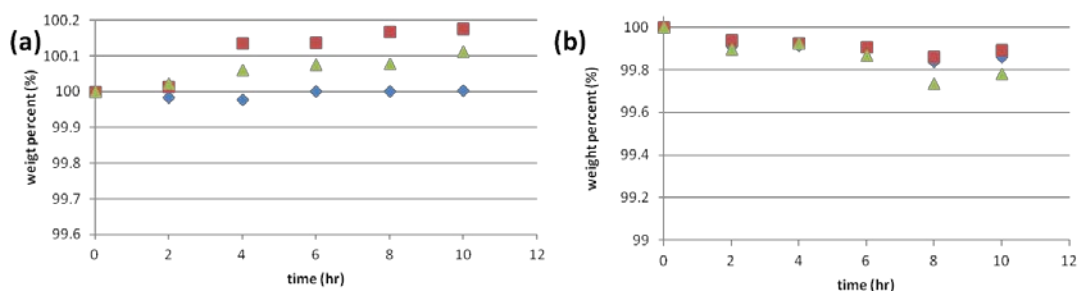 (a)
weigt percent (%)
100.2
100.1
100
99.9
99.8
99.7
99.6
0 2 4 6 8 10 12
time (hr)
(b)
weight percent (%)
100
99.8
99.6
99.4
99.2
99
0 2 4 6 8 10 12
time (hr)